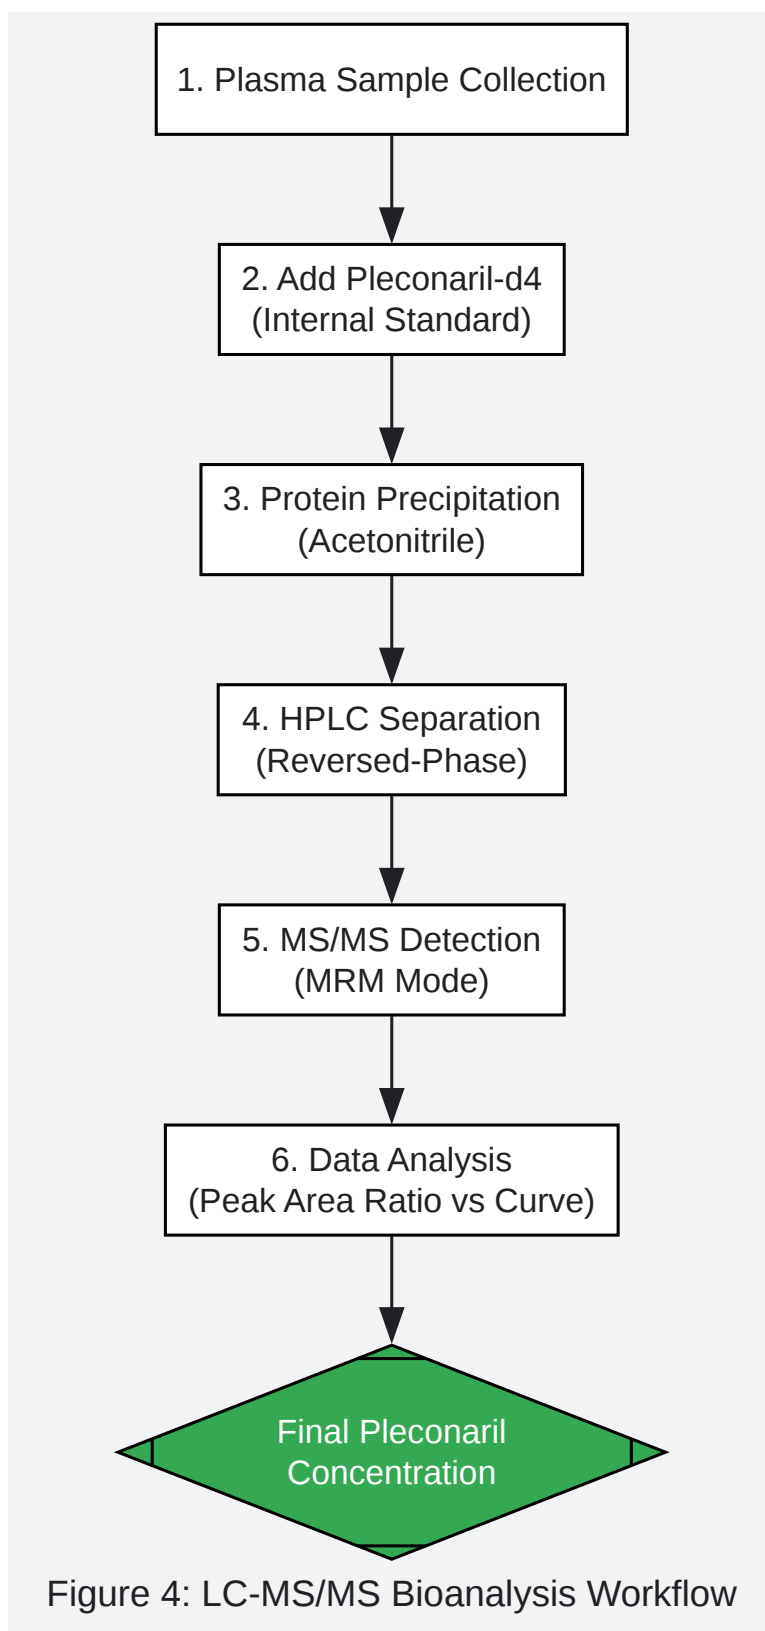 1. Plasma Sample Collection
2. Add Pleconaril-d4
(Internal Standard)
3. Protein Precipitation
(Acetonitrile)
4. HPLC Separation
(Reversed-Phase)
5. MS/MS Detection
(MRM Mode)
6. Data Analysis
(Peak Area Ratio vs Curve)
Final Pleconaril
Concentration
Figure 4: LC-MS/MS Bioanalysis Workflow